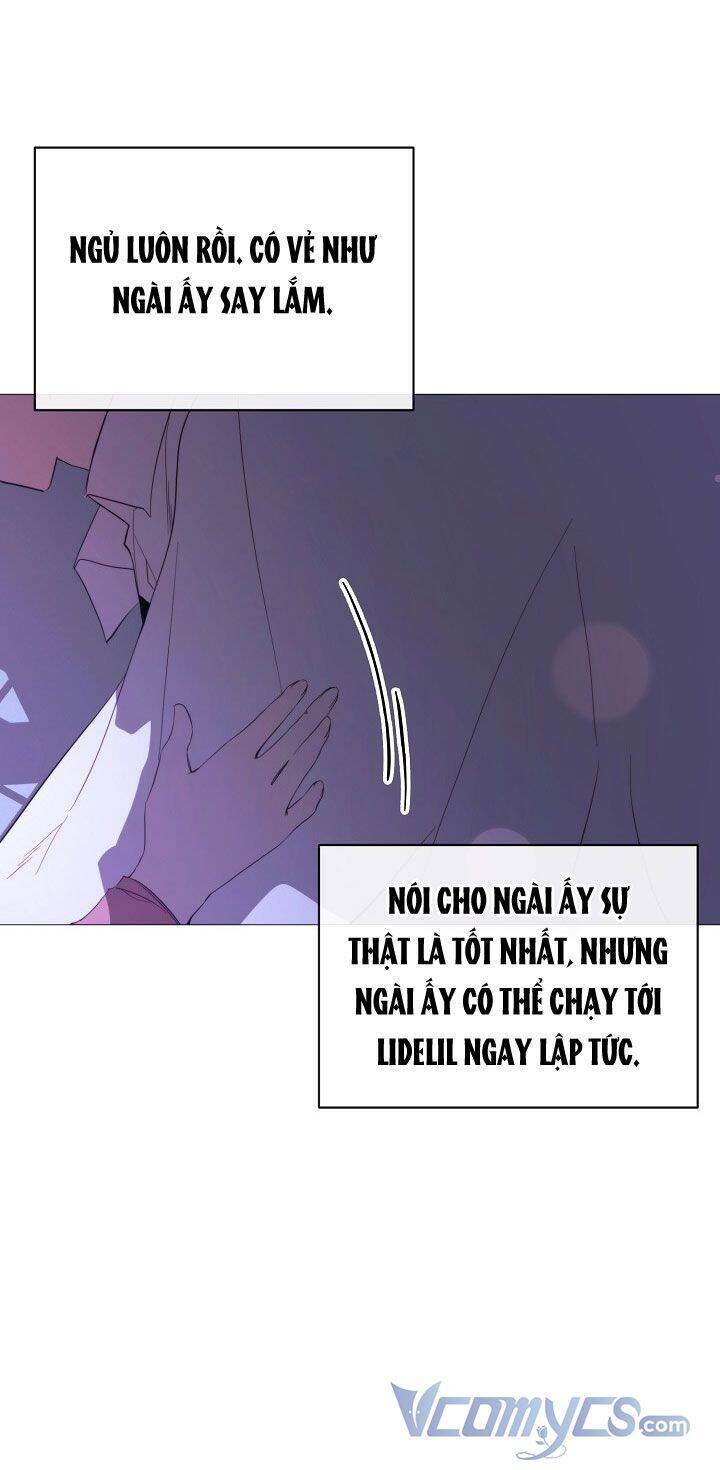 NGỦ LUÔN RỒI. CÓ VẺ NHƯ
NGÀI ẤY SAY LẮM.
NÓI CHO NGÀI ẤY SỰ
THẬT LÀ TỐT NHẤT, NHƯNG
NGÀI ẤY CÓ THỂ CHẠY TỚI
LIDELIL NGAY LẬP TỨC.
VCOMYCS.com